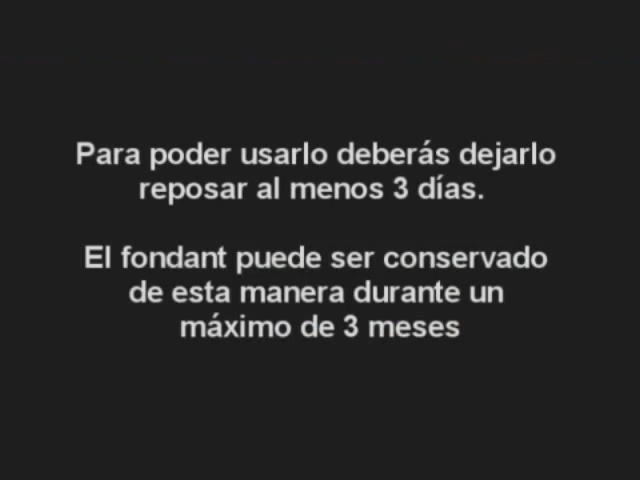 Para poder usarlo deberás dejarlo
reposar al menos 3 días.
El fondant puede ser conservado
de esta manera durante un
máximo de 3 meses